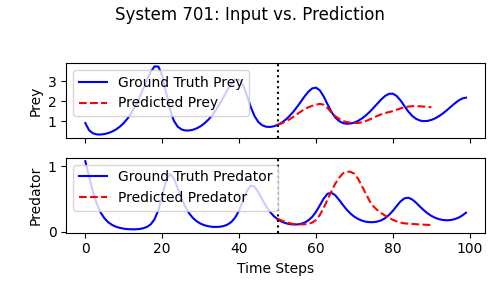 System 701: Input vs. Prediction
Prey
3
2
1
Ground Truth Prey
Predicted Prey
Predator
1
0
Ground Truth Predator
Predicted Predator
0
20
40
60
80
100
Time Steps